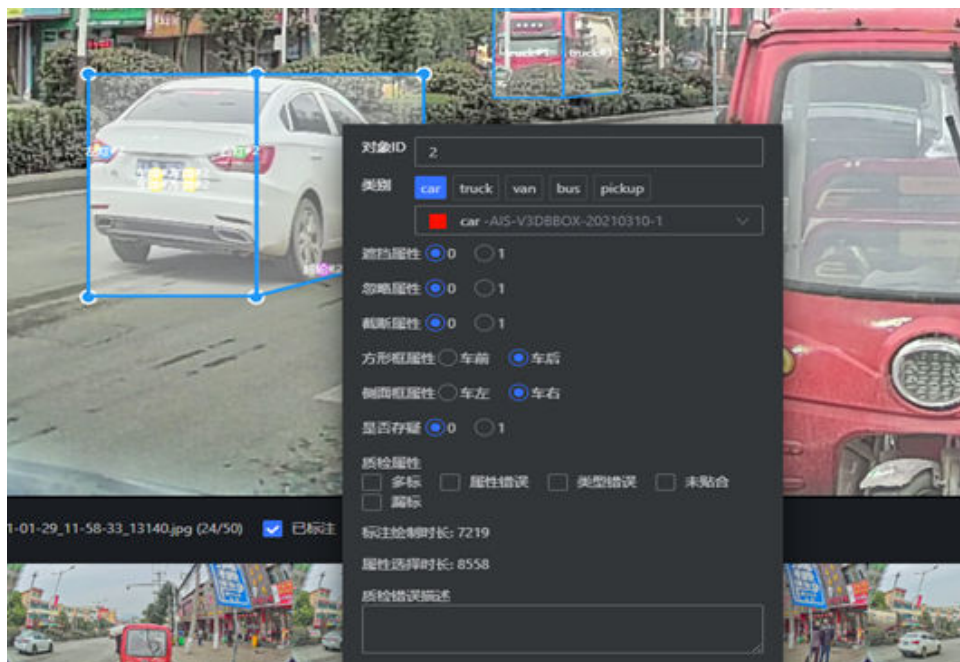 truck#1
truck#1
对象ID 2
类别 car truck van bus pickup
car -AIS-V3DBBOX-20210310-1
遮挡属性 0 1
忽略属性 0 1
截断属性 0 1
方形框属性 车前 车后
侧面框属性 车左 车右
是否存疑 0 1
质检属性
多标 属性错误 类型错误 未贴合
漏标
1-01-29_11-58-33_13140.jpg (24/50) 已标注
标注绘制时长: 7219
属性选择时长: 8558
质检错误描述